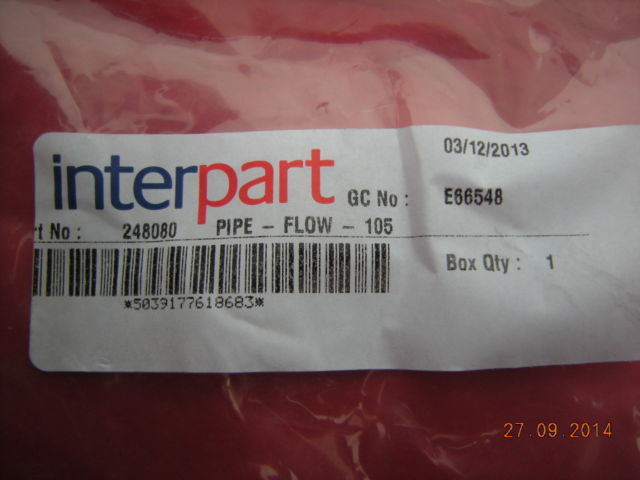 03/12/2013
interpart GC No : E66548
rt No : 248080 PIPE - FLOW - 105
Box Qty : 1
*5039177618683*
27.09.2014